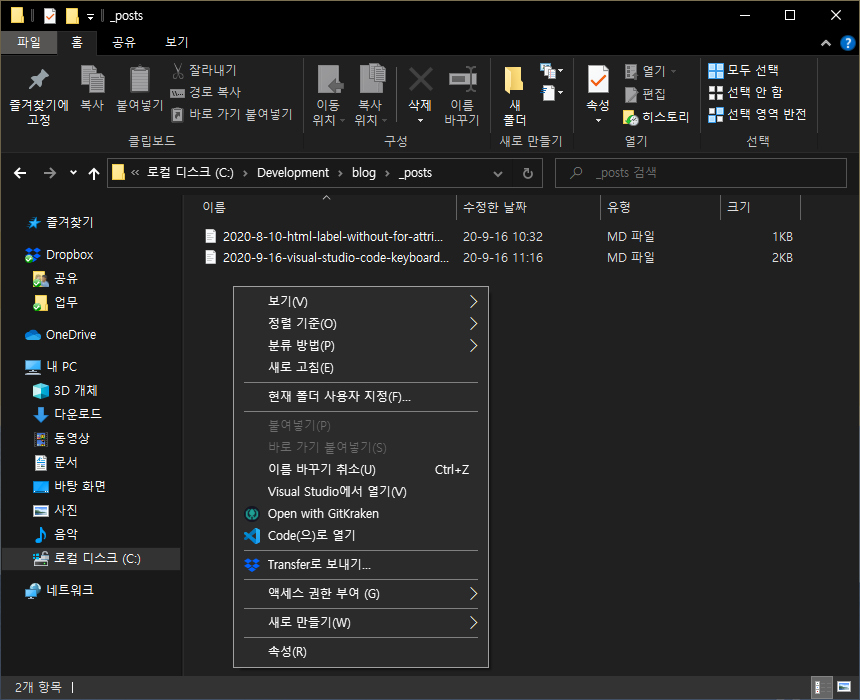 _posts
파일 홈 공유 보기
즐겨찾기에 고정
복사
붙여넣기
잘라내기
경로 복사
바로 가기 붙여넣기
클립보드
이동 위치
복사 위치
삭제
이름 바꾸기
구성
새 폴더
새로 만들기
속성
열기
편집
히스토리
열기
모두 선택
선택 안 함
선택 영역 반전
선택
« 로컬 디스크 (C:) > Development > blog > _posts
_posts 검색
이름 수정한 날짜 유형 크기
2020-8-10-html-label-without-for-attri... 20-9-16 10:32 MD 파일 1KB
2020-9-16-visual-studio-code-keyboard... 20-9-16 11:16 MD 파일 2KB
즐겨찾기
Dropbox
공유
업무
OneDrive
내 PC
3D 개체
다운로드
동영상
문서
바탕 화면
사진
음악
로컬 디스크 (C:)
네트워크
보기(V)
정렬 기준(O)
분류 방법(P)
새로 고침(E)
현재 폴더 사용자 지정(F)...
붙여넣기(P)
바로 가기 붙여넣기(S)
이름 바꾸기 취소(U) Ctrl+Z
Visual Studio에서 열기(V)
Open with GitKraken
Code(으)로 열기
Transfer로 보내기...
액세스 권한 부여 (G)
새로 만들기(W)
속성(R)
2개 항목